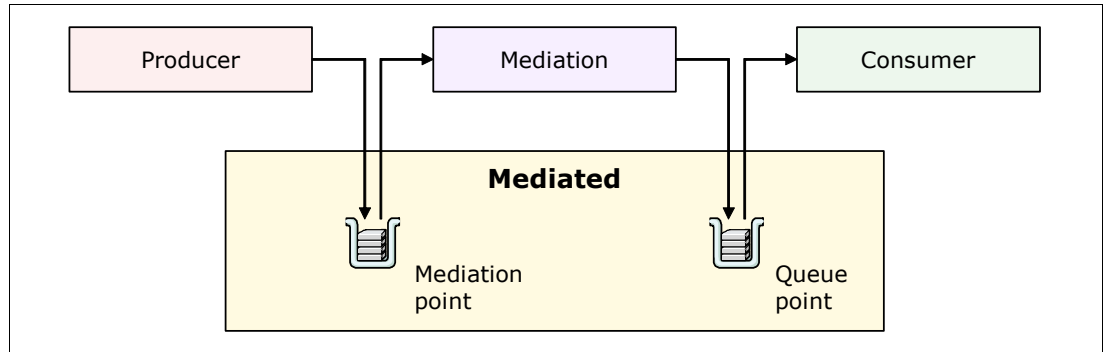 Producer
Mediation
Consumer
Mediated
Mediation
point
Queue
point